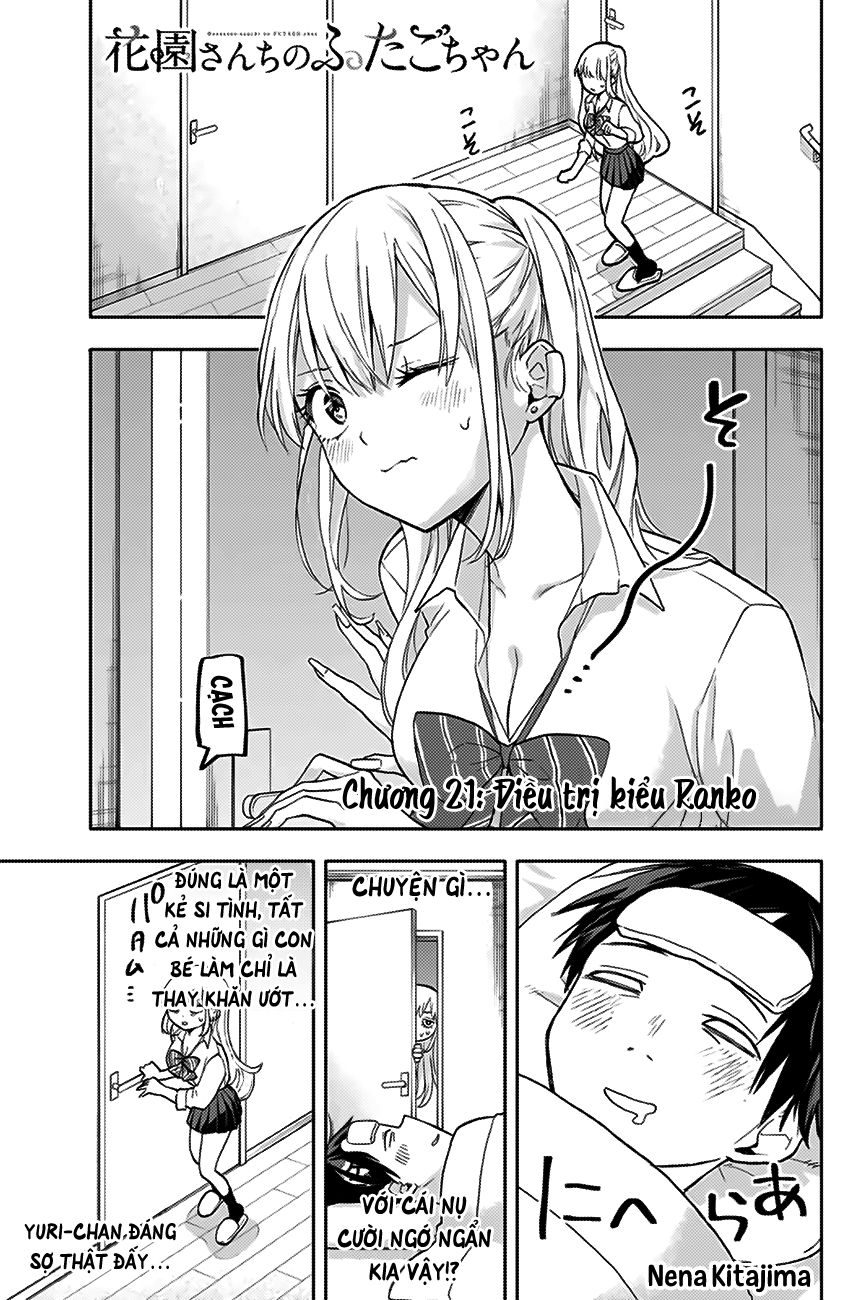 花園さんちのふたごちゃん
こそ
こそ
そ
CẠCH
Chương 21: Điều trị kiểu Ranko
にへ
らぁ
Nena Kitajima
CHUYỆN GÌ...
VỚI CÁI NỤ
CƯỜI NGỚ NGẨN
KIA VẬY!?
ĐÚNG LÀ MỘT
KẺ SI TÌNH, TẤT
CẢ NHỮNG GÌ CON
BÉ LÀM CHỈ LÀ
THAY KHĂN ƯỚT...
YURI-CHAN ĐÁNG
SỢ THẬT ĐẤY...